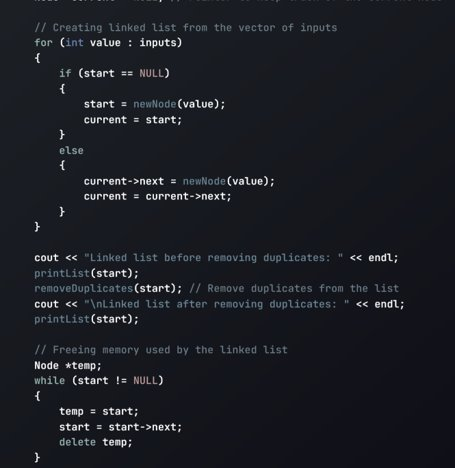 // Creating linked list from the vector of inputs
for (int value : inputs)
{
    if (start == NULL)
    {
        start = newNode(value);
        current = start;
    }
    else
    {
        current->next = newNode(value);
        current = current->next;
    }
}

cout << "Linked list before removing duplicates: " << endl;
printList(start);
removeDuplicates(start); // Remove duplicates from the list
cout << "\nLinked list after removing duplicates: " << endl;
printList(start);

// Freeing memory used by the linked list
Node *temp;
while (start != NULL)
{
    temp = start;
    start = start->next;
    delete temp;
}